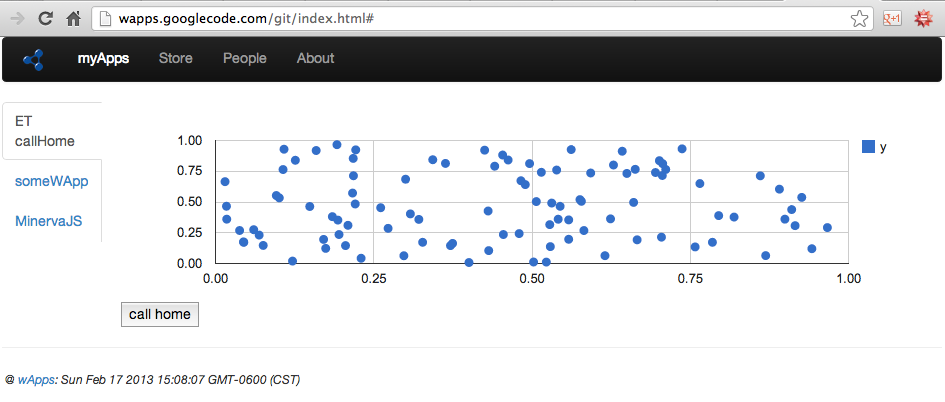 wapps.googlecode.com/git/index.html#
g+1
myApps Store People About
ET
callHome
someWApp
MinervaJS
1.00
0.75
0.50
0.25
0.00
0.00 0.25 0.50 0.75 1.00
y
call home
@ wApps: Sun Feb 17 2013 15:08:07 GMT-0600 (CST)